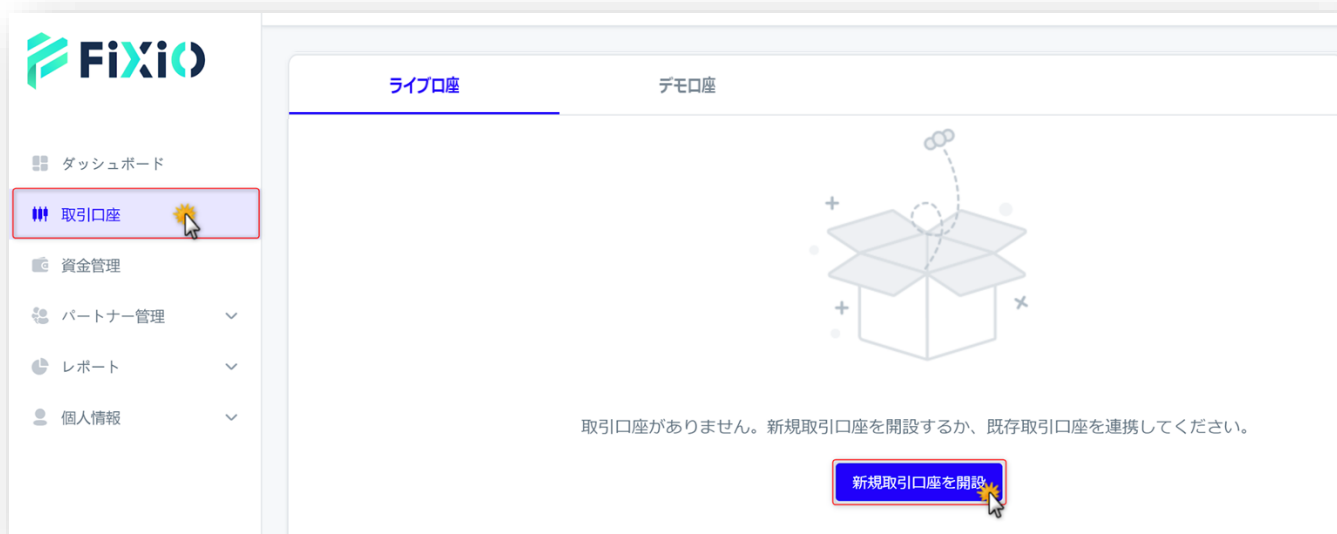 FiXiO
ライブ口座
デモ口座
ダッシュボード
取引口座
資金管理
パートナー管理
レポート
個人情報
取引口座がありません。新規取引口座を開設するか、既存取引口座を連携してください。
新規取引口座を開設